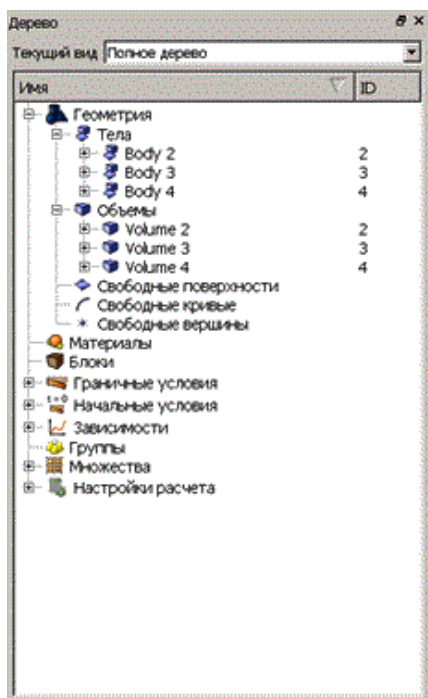 Дерево
Текущий вид Полное дерево
Имя ID
Геометрия
Тела
Body 2 2
Body 3 3
Body 4 4
Объемы
Volume 2 2
Volume 3 3
Volume 4 4
Свободные поверхности
Свободные кривые
Свободные вершины
Материалы
Блоки
Граничные условия
t=0 Начальные условия
Зависимости
Группы
Множества
Настройки расчета